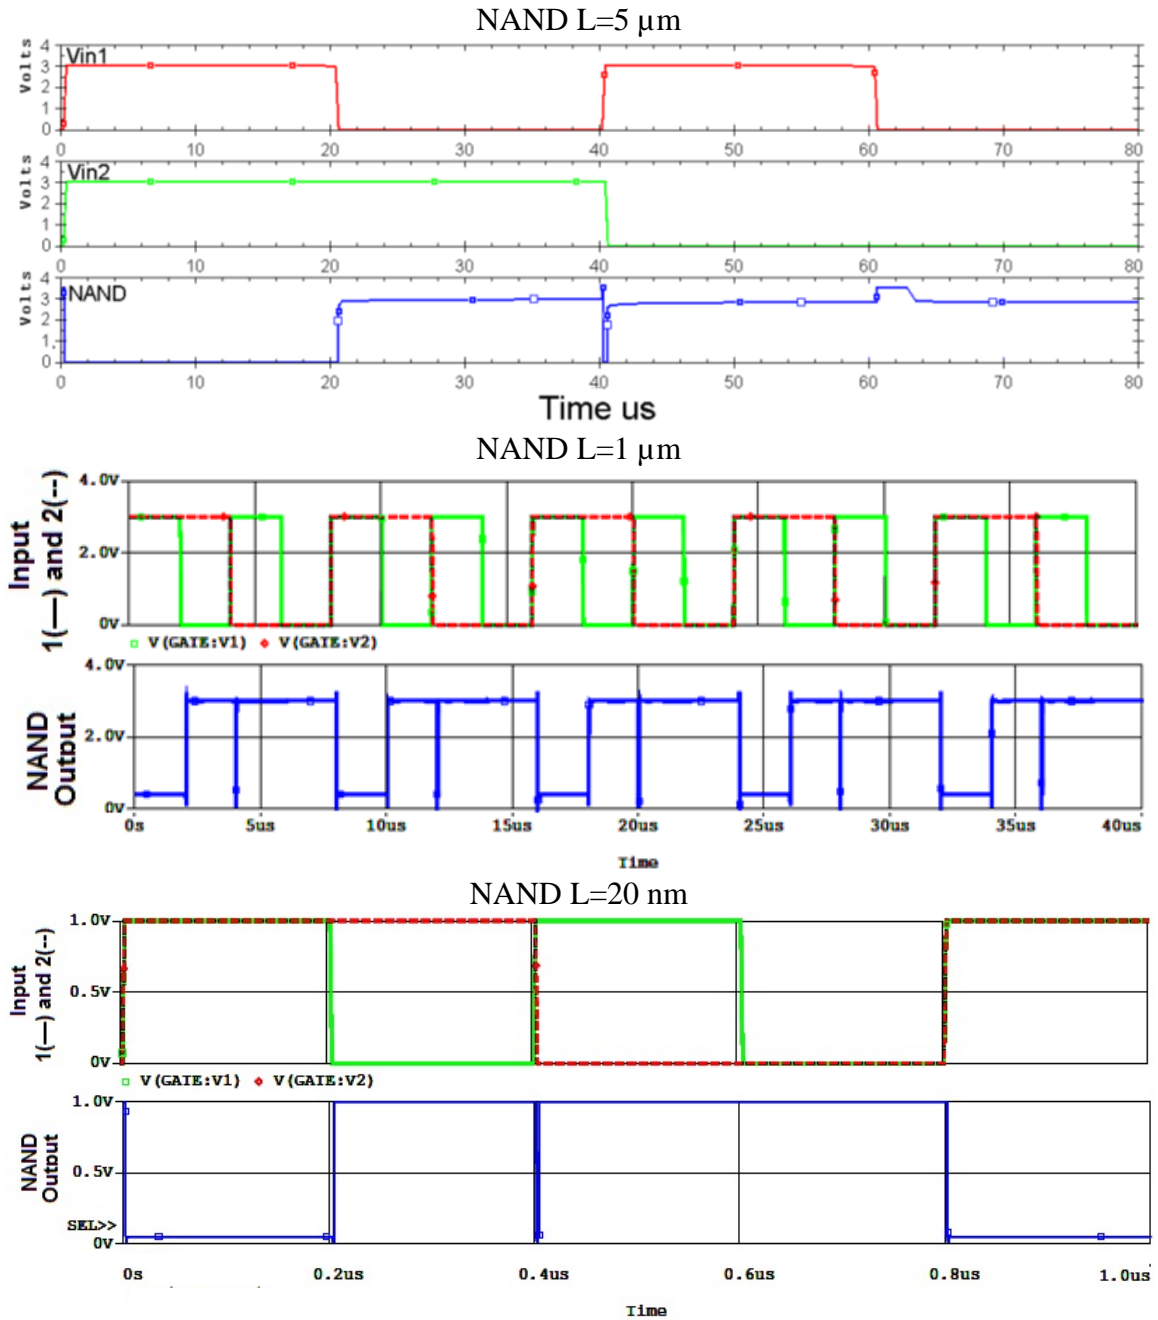 NAND L=5 µm
Volts
4
3
2
1
0
Vin1
0 10 20 30 40 50 60 70 80
Volts
4
3
2
1
0
Vin2
0 10 20 30 40 50 60 70 80
Volts
4
3
2
1
0
NAND
0 10 20 30 40 50 60 70 80
Time us
NAND L=1 µm
Input
1(—) and 2(--)
4.0V
2.0V
0V
V(GATE:V1) V(GATE:V2)
NAND
Output
4.0V
2.0V
0V
0s 5us 10us 15us 20us 25us 30us 35us 40us
Time
NAND L=20 nm
Input
1(—) and 2(--)
1.0V
0.5V
0V
V(GATE:V1) V(GATE:V2)
NAND
Output
1.0V
0.5V
SEL>>
0V
0s 0.2us 0.4us 0.6us 0.8us 1.0us
Time